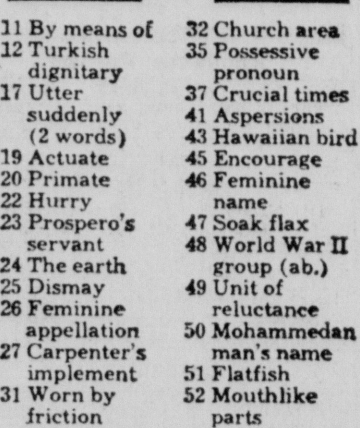 11 By means of
12 Turkish
dignitary
17 Utter
suddenly
(2 words)
19 Actuate
20 Primate
22 Hurry
23 Prospero's
servant
24 The earth
25 Dismay
26 Feminine
appellation
27 Carpenter's
implement
31 Worn by
friction
32 Church area
35 Possessive
pronoun
37 Crucial times
41 Aspersions
43 Hawaiian bird
45 Encourage
46 Feminine
name
47 Soak flax
48 World War II
group (ab.)
49 Unit of
reluctance
50 Mohammedan
man's name
51 Flatfish
52 Mouthlike
parts